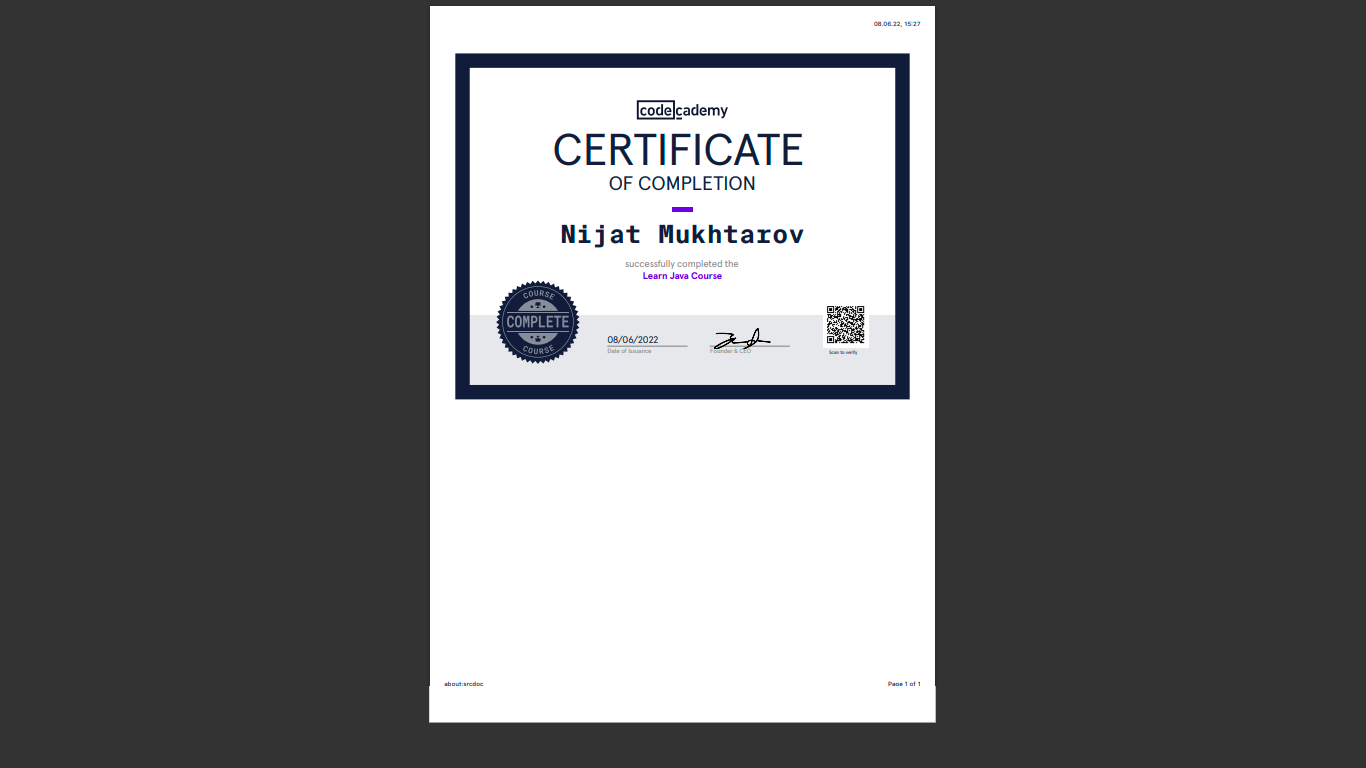 08.06.22, 15:27
codecademy
CERTIFICATE
OF COMPLETION
Nijat Mukhtarov
successfully completed the
Learn Java Course
COURSE
COMPLETE
COURSE
08/06/2022
Date of Issuance
Founder & CEO
Scan to verify
about:srcdoc
Page 1 of 1